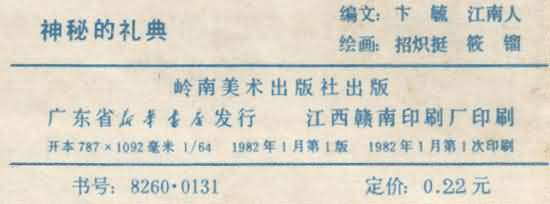 神秘的礼典
编文：卞 毓 江南人
绘画：招炽挺 筱 镏
岭南美术出版社出版
广东省新华书店发行 江西赣南印刷厂印刷
开本787×1092毫米 1/64 1982年1月第1版 1982年1月第1次印刷
书号：8260·0131 定价：0.22元